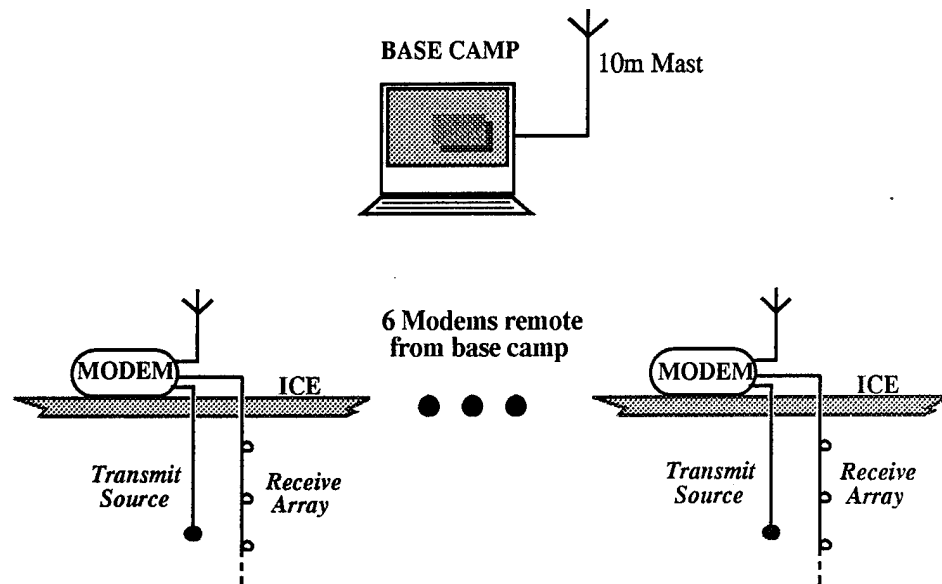 BASE CAMP
10m Mast
6 Modems remote
from base camp
MODEM
ICE
Transmit
Source
Receive
Array
MODEM
ICE
Transmit
Source
Receive
Array